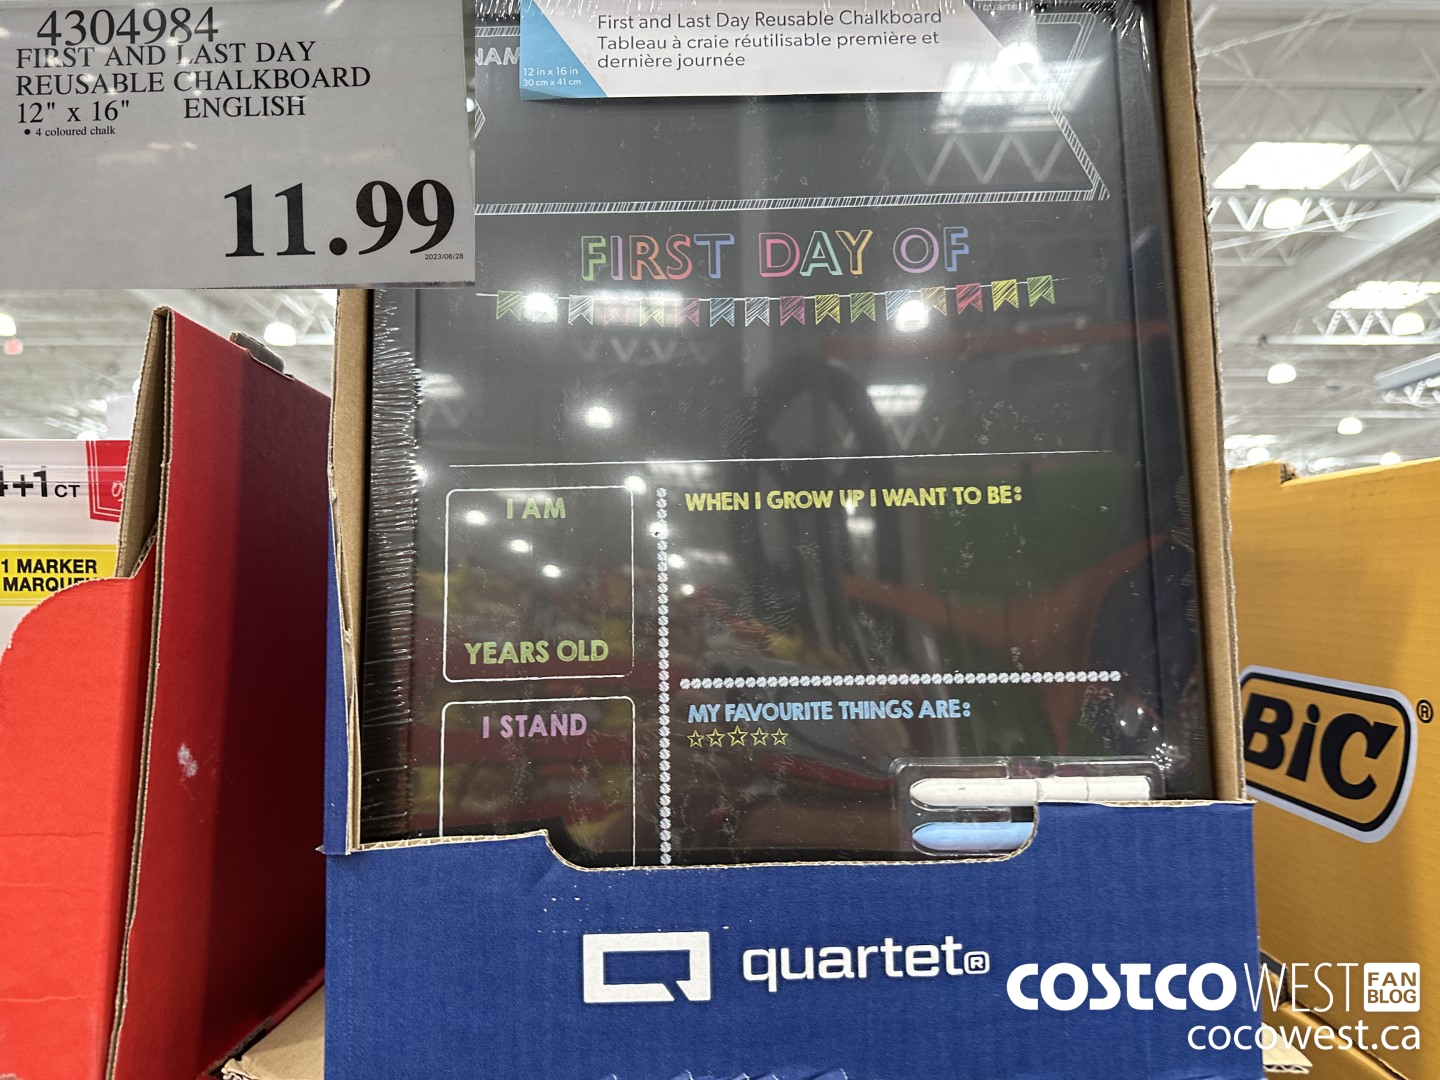 4304984
FIRST AND LAST DAY
REUSABLE CHALKBOARD
12" x 16" ENGLISH
• 4 coloured chalk
11.99
2023/06/28
quartet
First and Last Day Reusable Chalkboard
Tableau à craie réutilisable première et
dernière journée
12 in x 16 in
30 cm x 41 cm
NAM
FIRST DAY OF
I AM
YEARS OLD
WHEN I GROW UP I WANT TO BE:
MY FAVOURITE THINGS ARE:
I STAND
+1 CT
1 MARKER
MARQUE
BIC®
quartet®
COSTCO WEST FAN BLOG
cocowest.ca